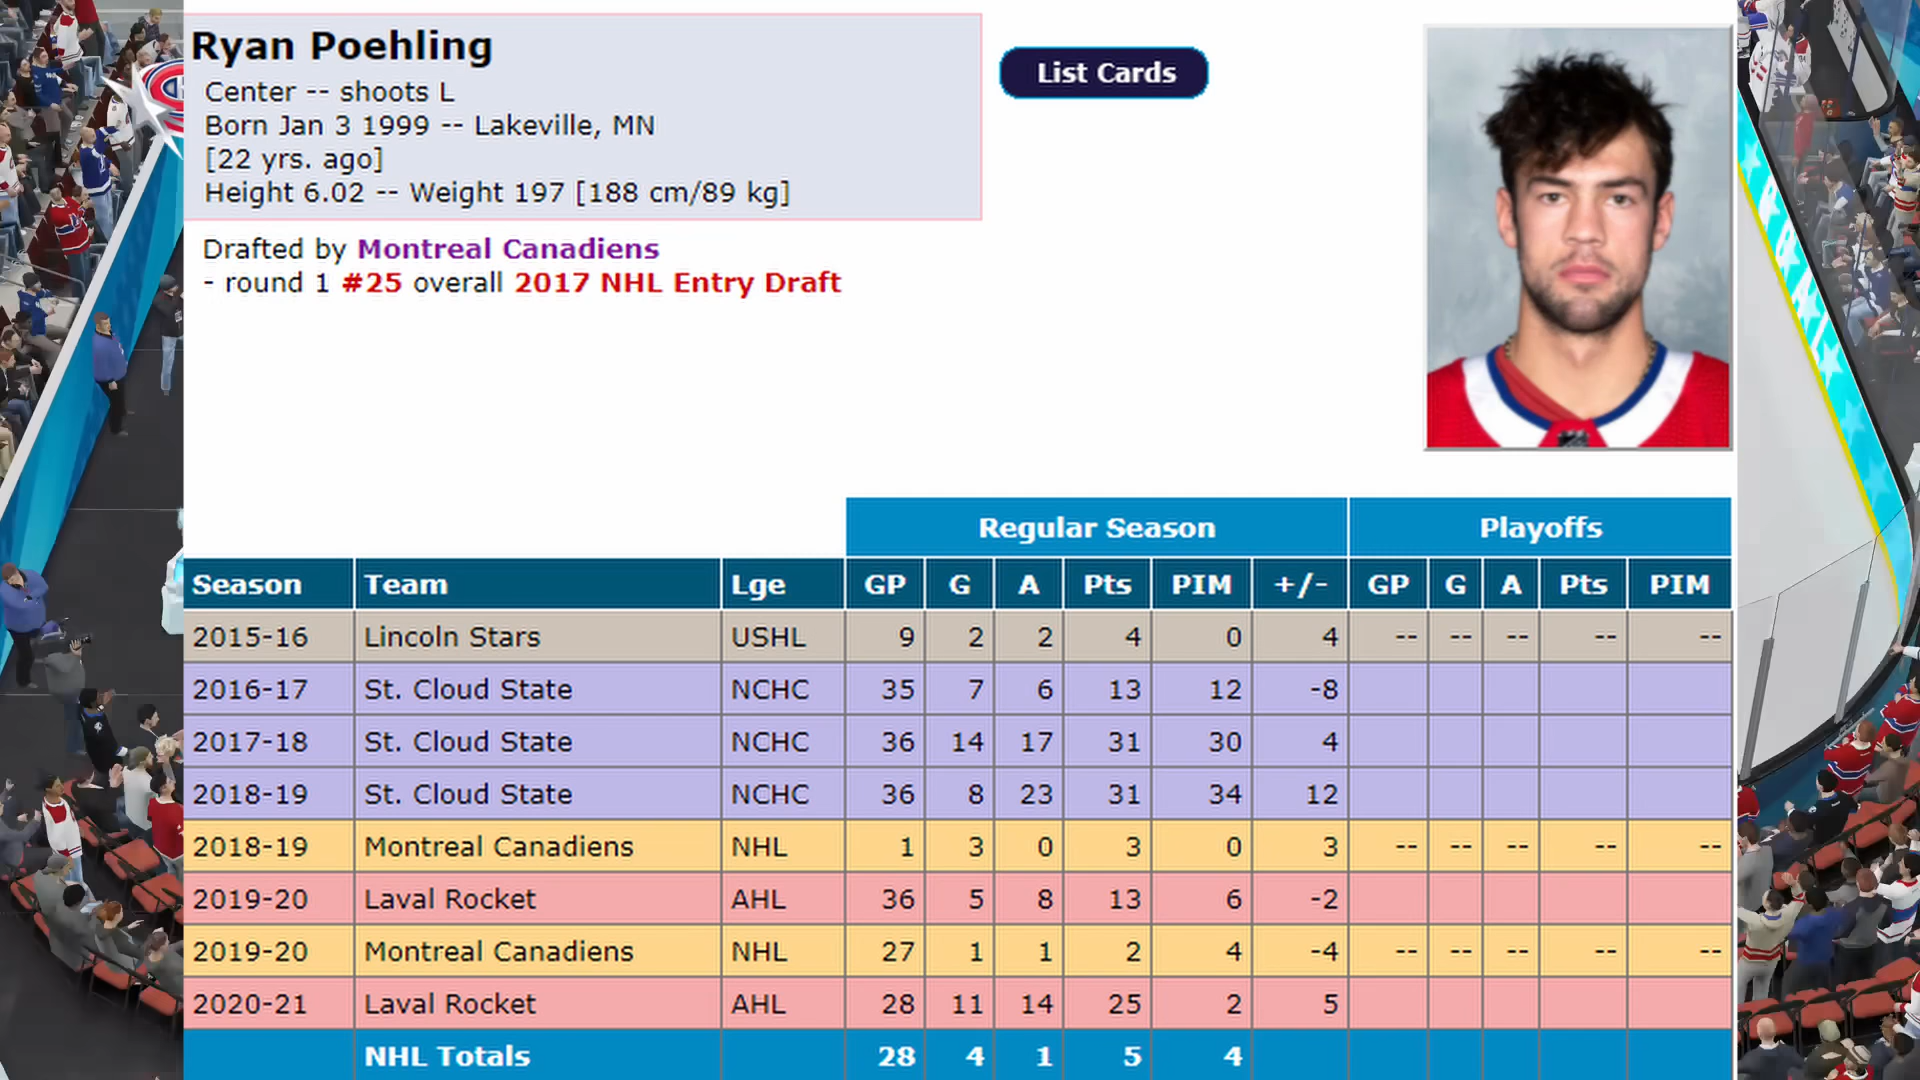 Ryan Poehling
Center -- shoots L
Born Jan 3 1999 -- Lakeville, MN
[22 yrs. ago]
Height 6.02 -- Weight 197 [188 cm/89 kg]
List Cards
Drafted by Montreal Canadiens
- round 1 #25 overall 2017 NHL Entry Draft
Regular Season Playoffs
Season Team Lge GP G A Pts PIM +/- GP G A Pts PIM
2015-16 Lincoln Stars USHL 9 2 2 4 0 4 -- -- -- -- --
2016-17 St. Cloud State NCHC 35 7 6 13 12 -8
2017-18 St. Cloud State NCHC 36 14 17 31 30 4
2018-19 St. Cloud State NCHC 36 8 23 31 34 12
2018-19 Montreal Canadiens NHL 1 3 0 3 0 3 -- -- -- -- --
2019-20 Laval Rocket AHL 36 5 8 13 6 -2
2019-20 Montreal Canadiens NHL 27 1 1 2 4 -4 -- -- -- -- --
2020-21 Laval Rocket AHL 28 11 14 25 2 5
NHL Totals 28 4 1 5 4